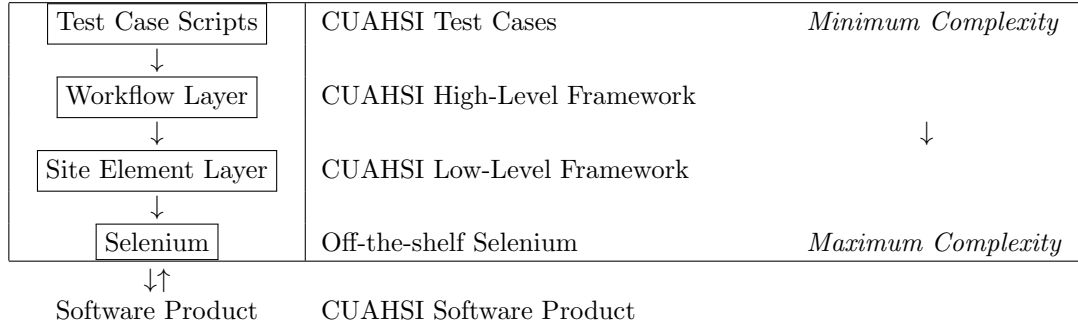 Test Case Scripts CUAHSI Test Cases Minimum Complexity
↓
Workflow Layer CUAHSI High-Level Framework
↓ ↓
Site Element Layer CUAHSI Low-Level Framework
↓
Selenium Off-the-shelf Selenium Maximum Complexity
↓↑
Software Product CUAHSI Software Product